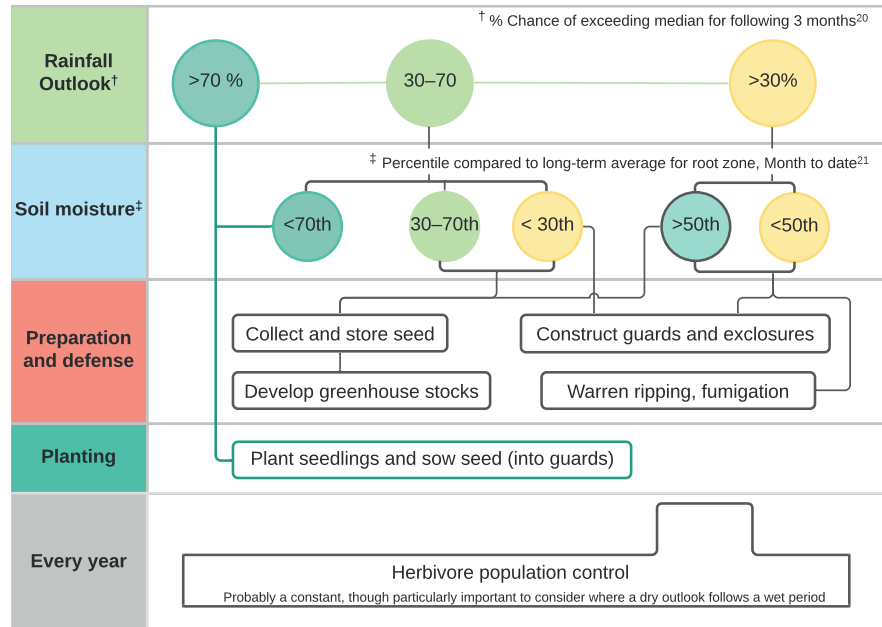 † % Chance of exceeding median for following 3 months20
Rainfall
Outlook†
>70 %
30–70
>30%
‡ Percentile compared to long-term average for root zone, Month to date21
Soil moisture‡
<70th
30–70th
< 30th
>50th
<50th
Preparation
and defense
Collect and store seed
Construct guards and exclosures
Develop greenhouse stocks
Warren ripping, fumigation
Planting
Plant seedlings and sow seed (into guards)
Every year
Herbivore population control
Probably a constant, though particularly important to consider where a dry outlook follows a wet period